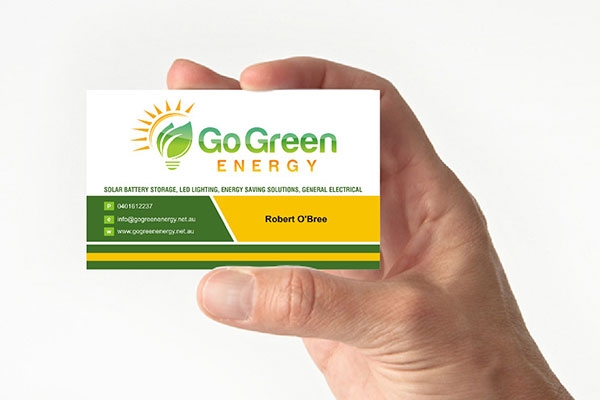 Go Green
ENERGY
SOLAR BATTERY STORAGE, LED LIGHTING, ENERGY SAVING SOLUTIONS, GENERAL ELECTRICAL
P 0401612237
e info@gogreenenergy.net.au
w www.gogreenenergy.net.au
Robert O'Bree